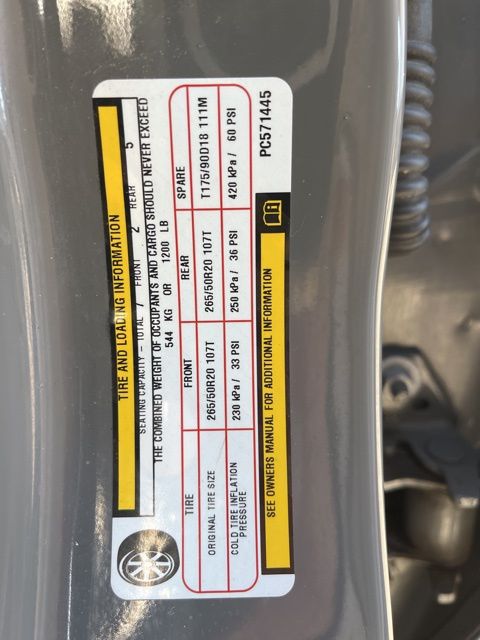 TIRE AND LOADING INFORMATION
SEATING CAPACITY - TOTAL 7 FRONT 2 REAR 5
THE COMBINED WEIGHT OF OCCUPANTS AND CARGO SHOULD NEVER EXCEED
544 KG OR 1200 LB
TIRE FRONT REAR SPARE
ORIGINAL TIRE SIZE 265/50R20 107T 265/50R20 107T T175/90D18 111M
COLD TIRE INFLATION PRESSURE 230 kPa / 33 PSI 250 kPa / 36 PSI 420 kPa / 60 PSI
SEE OWNERS MANUAL FOR ADDITIONAL INFORMATION
PC571445